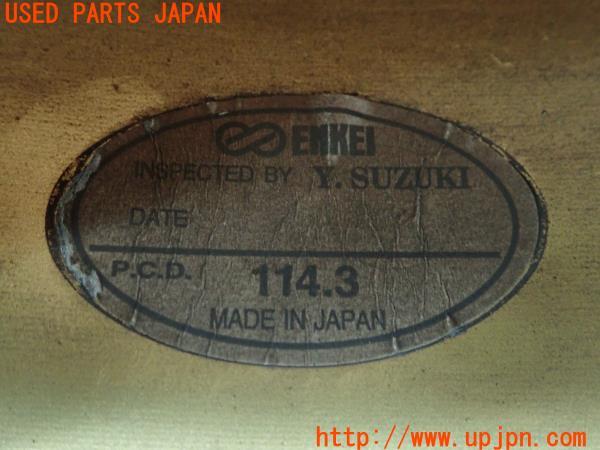 USED PARTS JAPAN
ENKEI
INSPECTED BY Y. SUZUKI
DATE
P.C.D. 114.3
MADE IN JAPAN
http://www.upjpn.com